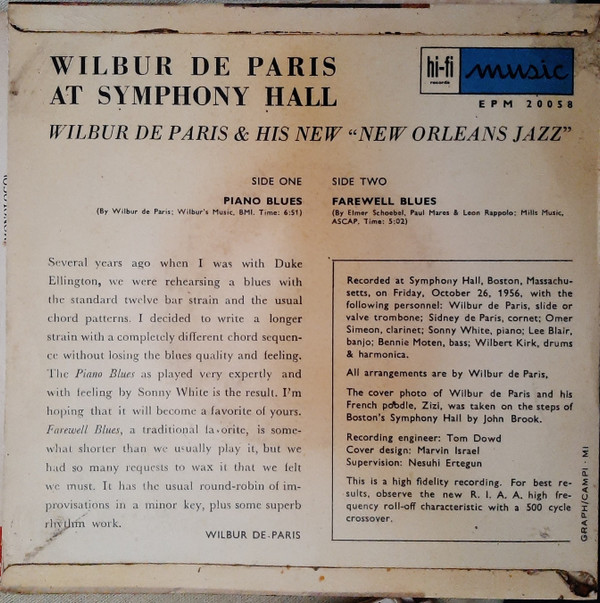 WILBUR DE PARIS
AT SYMPHONY HALL
hi-fi
records
music
EPM 20058
WILBUR DE PARIS & HIS NEW “NEW ORLEANS JAZZ”
SIDE ONE
PIANO BLUES
(By Wilbur de Paris; Wilbur's Music, BMI. Time: 6:51)
SIDE TWO
FAREWELL BLUES
(By Elmer Schoebel, Paul Mares & Leon Rappolo; Mills Music,
ASCAP. Time: 5:02)
Several years ago when I was with Duke
Ellington, we were rehearsing a blues with
the standard twelve bar strain and the usual
chord patterns. I decided to write a longer
strain with a completely different chord sequen-
ce without losing the blues quality and feeling.
The Piano Blues as played very expertly and
with feeling by Sonny White is the result. I'm
hoping that it will become a favorite of yours.
Farewell Blues, a traditional favorite, is some-
what shorter than we usually play it, but we
had so many requests to wax it that we felt
we must. It has the usual round-robin of im-
provisations in a minor key, plus some superb
rhythm work.
WILBUR DE PARIS
Recorded at Symphony Hall, Boston, Massachu-
setts, on Friday, October 26, 1956, with the
following personnel: Wilbur de Paris, slide or
valve trombone; Sidney de Paris, cornet; Omer
Simeon, clarinet; Sonny White, piano; Lee Blair,
banjo; Bennie Moten, bass; Wilbert Kirk, drums
& harmonica.
All arrangements are by Wilbur de Paris,
The cover photo of Wilbur de Paris and his
French poodle, Zizi, was taken on the steps of
Boston's Symphony Hall by John Brook.
Recording engineer: Tom Dowd
Cover design: Marvin Israel
Supervision: Nesuhi Ertegun
This is a high fidelity recording. For best re-
sults, observe the new R. I. A. A. high fre-
quency roll-off characteristic with a 500 cycle
crossover.
GRAPH/CAMPI - MI